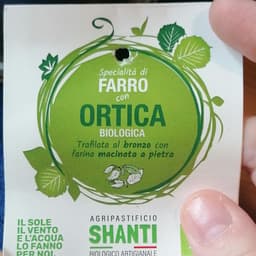 Specialità di
FARRO
con
ORTICA
BIOLOGICA
Trafilata al bronzo con
farina macinata a pietra
IL SOLE
IL VENTO
E L'ACQUA
LO FANNO
PER NOI.
AGRIPASTIFICIO
SHANTI
BIOLOGICO ARTIGIANALE